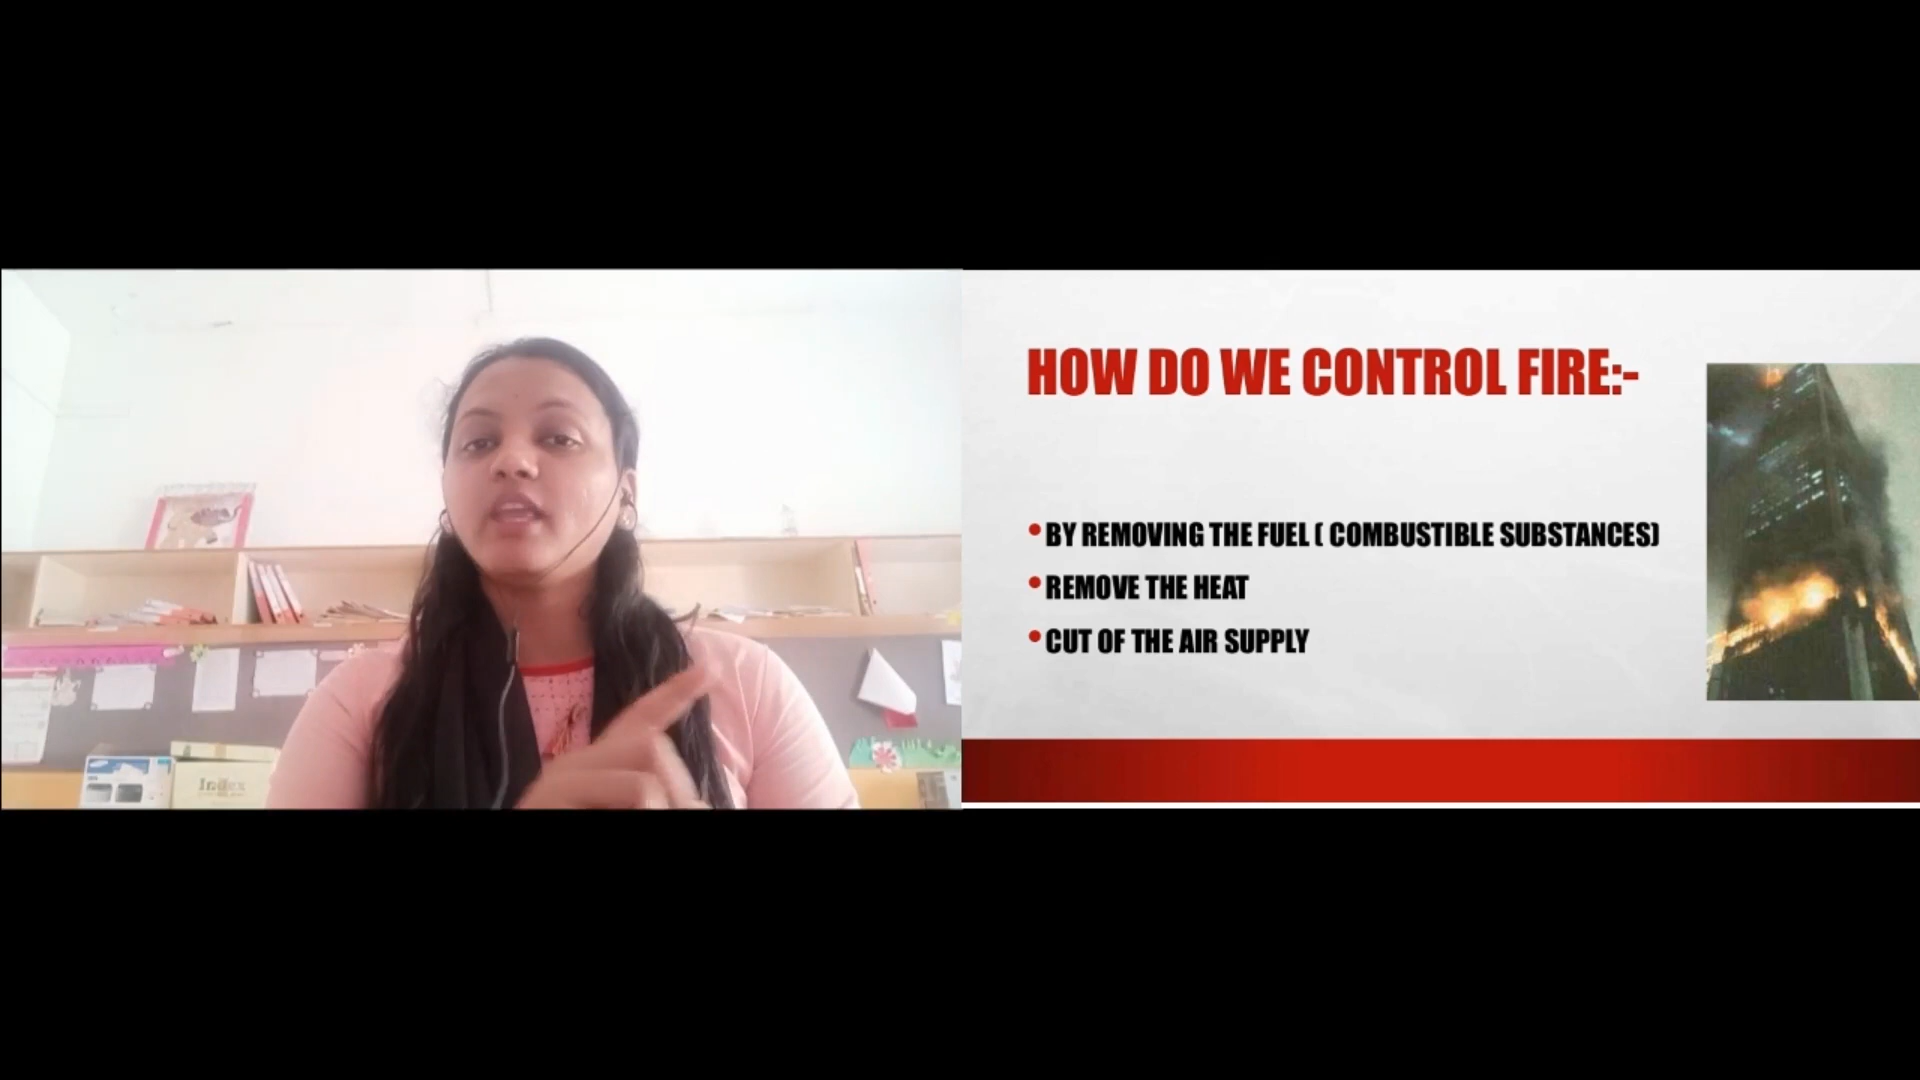 HOW DO WE CONTROL FIRE:-
•BY REMOVING THE FUEL ( COMBUSTIBLE SUBSTANCES)
•REMOVE THE HEAT
•CUT OF THE AIR SUPPLY